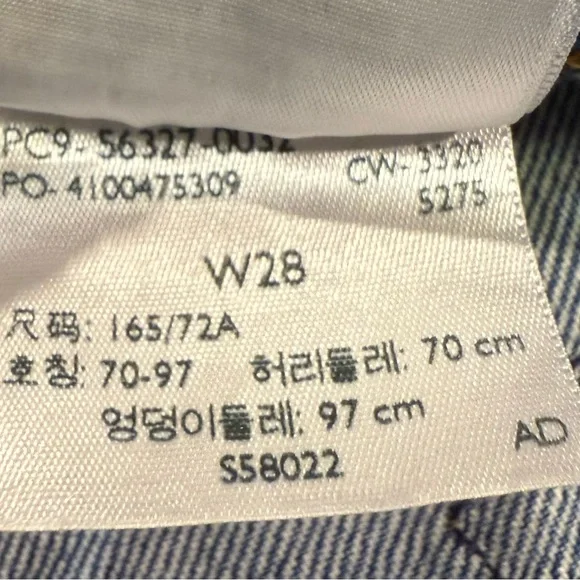 PC9-56327-0032
PO-4100475309
CW-3320
S275
W28
尺码: 165/72A
호칭: 70-97 허리둘레: 70 cm
엉덩이둘레: 97 cm
S58022
AD